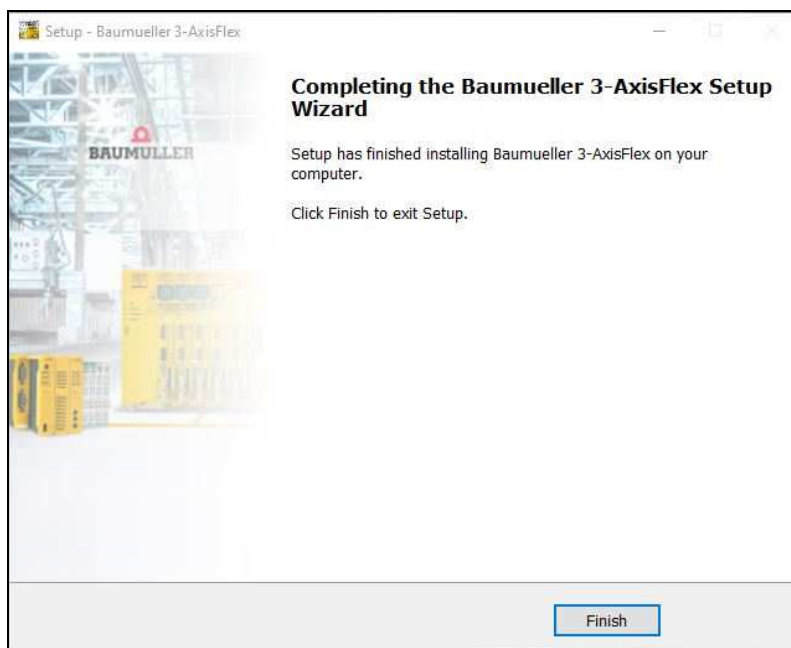 Setup - Baumueller 3-AxisFlex
BAUMULLER
Completing the Baumueller 3-AxisFlex Setup
Wizard
Setup has finished installing Baumueller 3-AxisFlex on your
computer.
Click Finish to exit Setup.
Finish